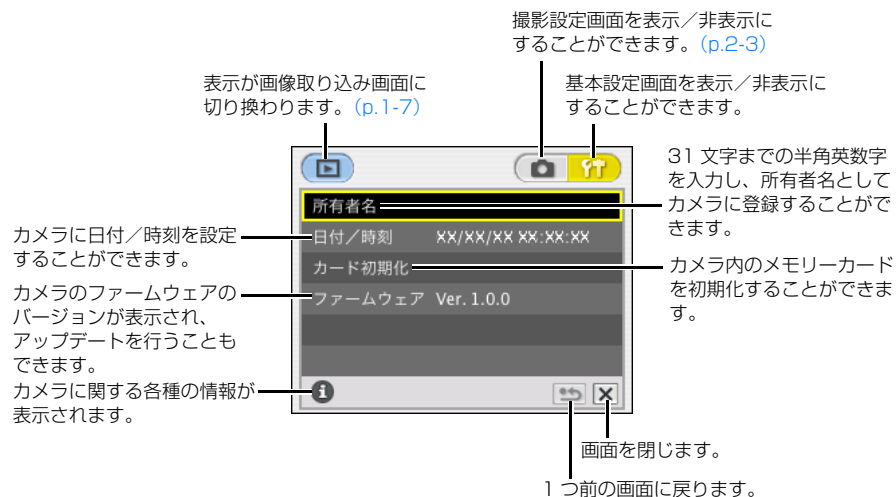 撮影設定画面を表示／非表示に
することができます。(p.2-3)
表示が画像取り込み画面に
切り換わります。(p.1-7)
基本設定画面を表示／非表示に
することができます。
31 文字までの半角英数字
を入力し、所有者名として
カメラに登録することがで
きます。
所有者名
カメラに日付／時刻を設定
することができます。
日付／時刻 XX/XX/XX XX:XX:XX
カード初期化
カメラ内のメモリーカード
を初期化することができま
す。
カメラのファームウェアの
バージョンが表示され、
アップデートを行うことも
できます。
ファームウェア Ver. 1.0.0
カメラに関する各種の情報が
表示されます。
画面を閉じます。
1 つ前の画面に戻ります。